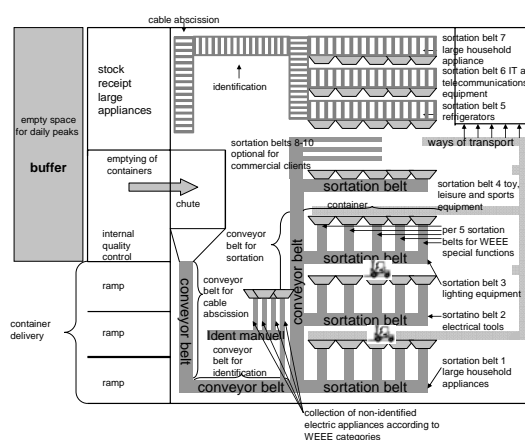 cable abscission
sortation belt 7
large household
appliance
sortation belt 6 IT a
telecommunications
equipment
sortation belt 5
refrigerators
stock
receipt
large
appliances
identification
empty space
for daily peaks
buffer
sortation belts 8-10
optional for
commercial clients
ways of transport
emptying of
containers
chute
sortation belt
sortation belt 4 toy,
leisure and sports
equipment
container
internal
quality
control
conveyor
belt for
sortation
per 5 sortation
belts for WEEE
special functions
sortation belt
sortation belt 3
lighting equipment
conveyor belt
conveyor belt
conveyor
belt for
cable
abscission
ramp
container
delivery
ramp
ramp
Ident manuell
sortation belt
sortation belt 2
electrical tools
conveyor
belt for
identification
conveyor belt
sortation belt
sortation belt 1
large household
appliances
collection of non-identified
electric appliances according to
WEEE categories